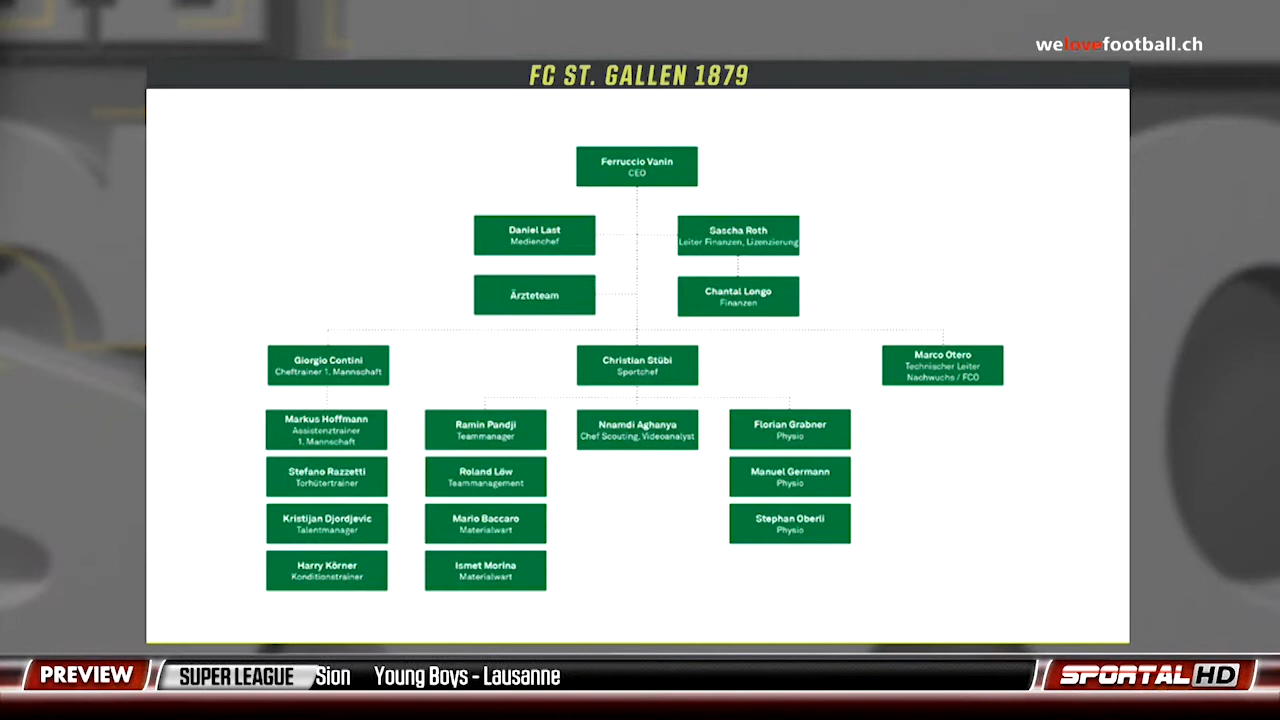 welovefootball.ch
FC ST. GALLEN 1879
Ferruccio Vanin
CEO
Daniel Last
Medienchef
Sascha Roth
Leiter Finanzen, Lizenzierung
Ärzteteam
Chantal Longo
Finanzen
Giorgio Contini
Cheftrainer 1. Mannschaft
Christian Stübi
Sportchef
Marco Otero
Technischer Leiter
Nachwuchs / FCO
Markus Hoffmann
Assistenztrainer
1. Mannschaft
Ramin Pandji
Teammanager
Nnamdi Aghanya
Chef Scouting, Videoanalyst
Florian Grabner
Physio
Stefano Razzetti
Torhütertrainer
Roland Löw
Teammanagement
Manuel Germann
Physio
Kristijan Djordjevic
Talentmanager
Mario Baccaro
Materialwart
Stephan Oberli
Physio
Harry Körner
Konditionstrainer
Ismet Morina
Materialwart
PREVIEW
SUPER LEAGUE
Sion Young Boys - Lausanne
SPORTAL HD